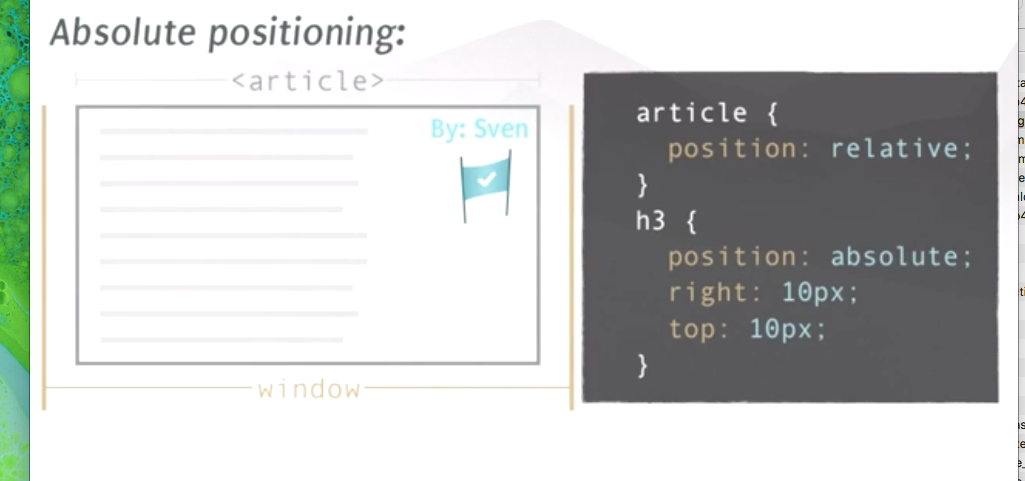 Absolute positioning:
<article>
By: Sven
window
article {
position: relative;
}
h3 {
position: absolute;
right: 10px;
top: 10px;
}